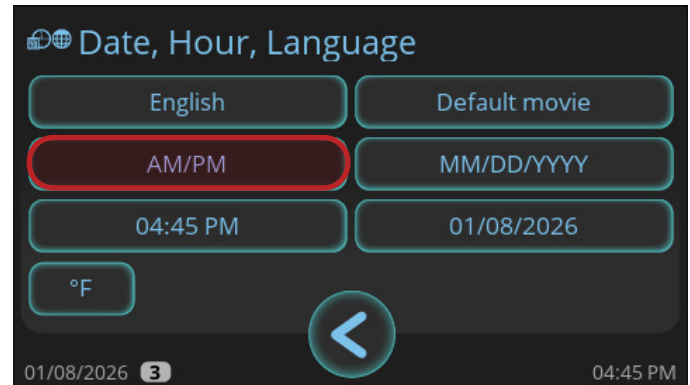 Date, Hour, Language
English
Default movie
AM/PM
MM/DD/YYYY
04:45 PM
01/08/2026
°F
01/08/2026 3
04:45 PM